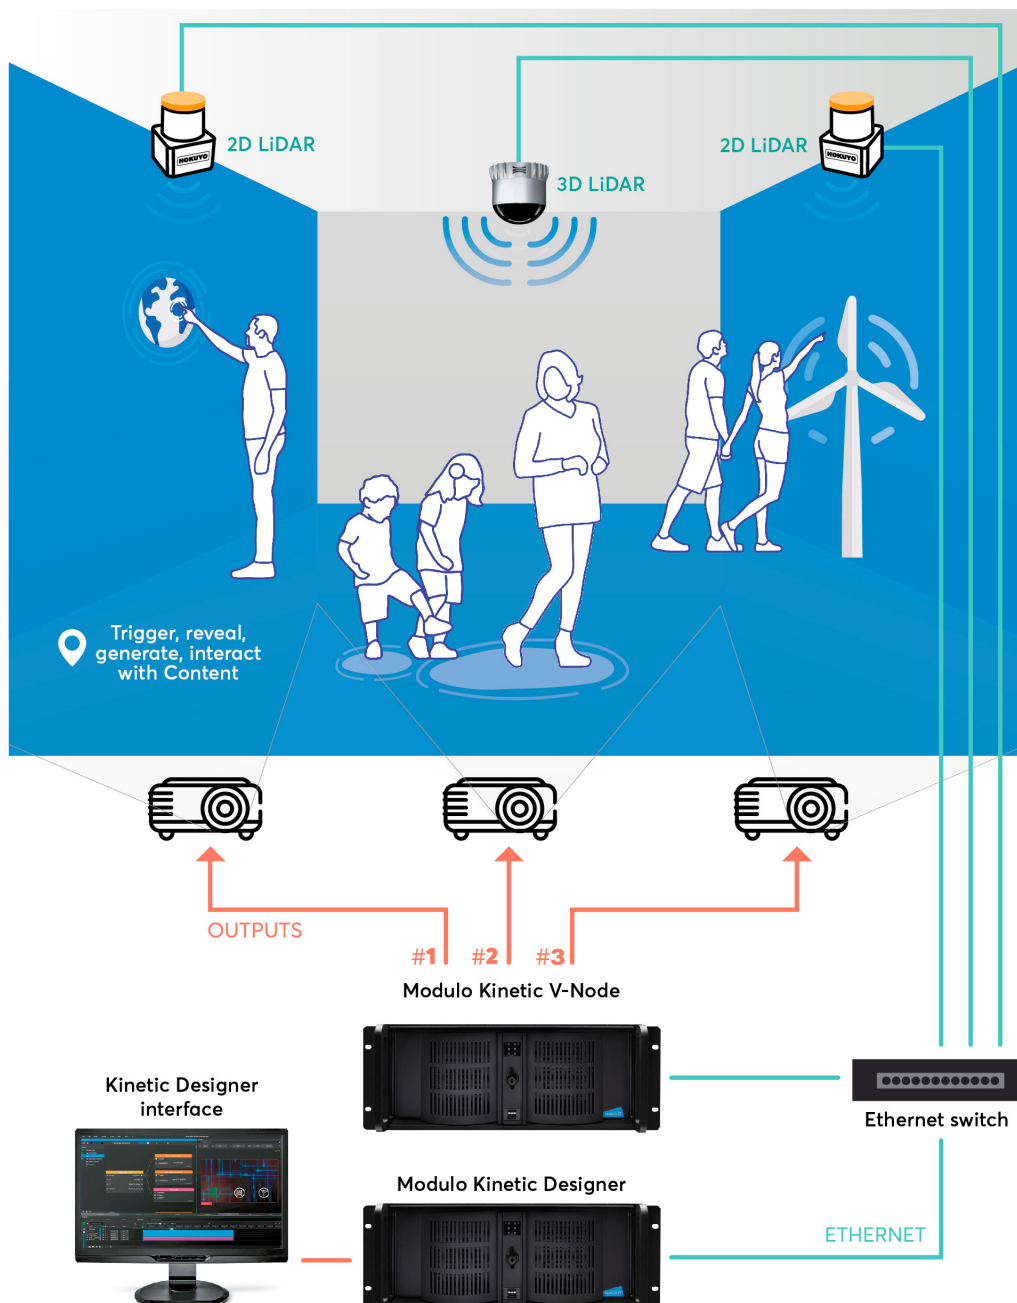 2D LiDAR
HOKUYO
3D LiDAR
2D LiDAR
HOKUYO
Trigger, reveal,
generate, interact
with Content
OUTPUTS
#1 #2 #3
Modulo Kinetic V-Node
Kinetic Designer
interface
Ethernet switch
Modulo Kinetic Designer
ETHERNET